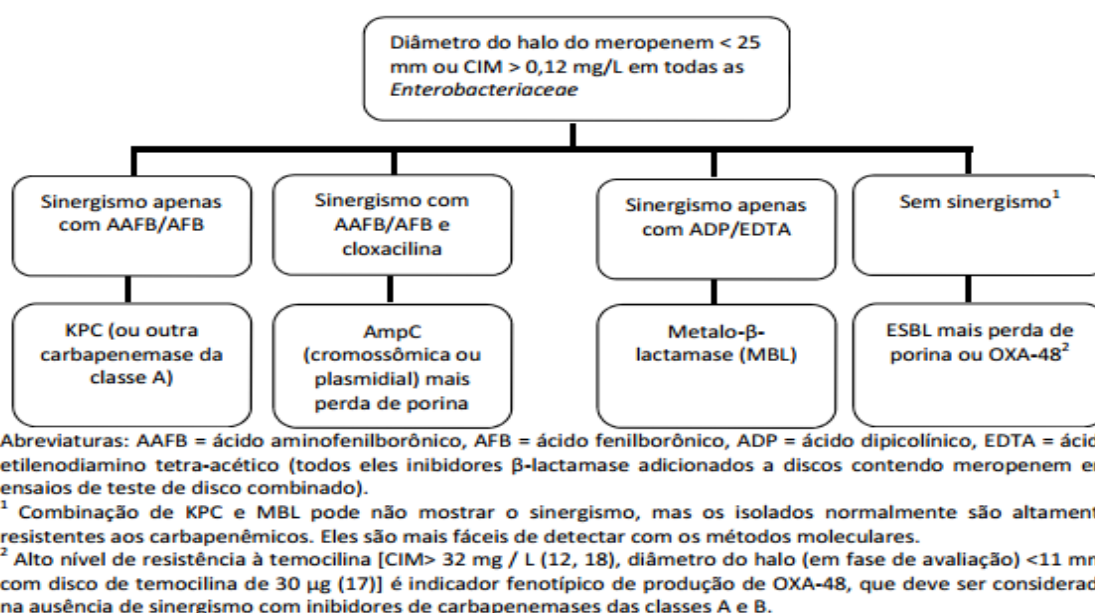 Diâmetro do halo do meropenem < 25
mm ou CIM > 0,12 mg/L em todas as
Enterobacteriaceae
Sinergismo apenas
com AAFB/AFB
Sinergismo com
AAFB/AFB e
cloxacilina
Sinergismo apenas
com ADP/EDTA
Sem sinergismo¹
KPC (ou outra
carbapenemase da
classe A)
AmpC
(cromossômica ou
plasmidial) mais
perda de porina
Metalo-β-
lactamase (MBL)
ESBL mais perda de
porina ou OXA-48²
Abreviaturas: AAFB = ácido aminofenilborônico, AFB = ácido fenilborônico, ADP = ácido dipicolínico, EDTA = ácid
etilenodiamino tetra-acético (todos eles inibidores β-lactamase adicionados a discos contendo meropenem e
ensaios de teste de disco combinado).
¹ Combinação de KPC e MBL pode não mostrar o sinergismo, mas os isolados normalmente são altament
resistentes aos carbapenêmicos. Eles são mais fáceis de detectar com os métodos moleculares.
² Alto nível de resistência à temocilina [CIM> 32 mg / L (12, 18), diâmetro do halo (em fase de avaliação) <11 mm
com disco de temocilina de 30 µg (17)] é indicador fenotípico de produção de OXA-48, que deve ser considerad
na ausência de sinergismo com inibidores de carbapenemases das classes A e B.